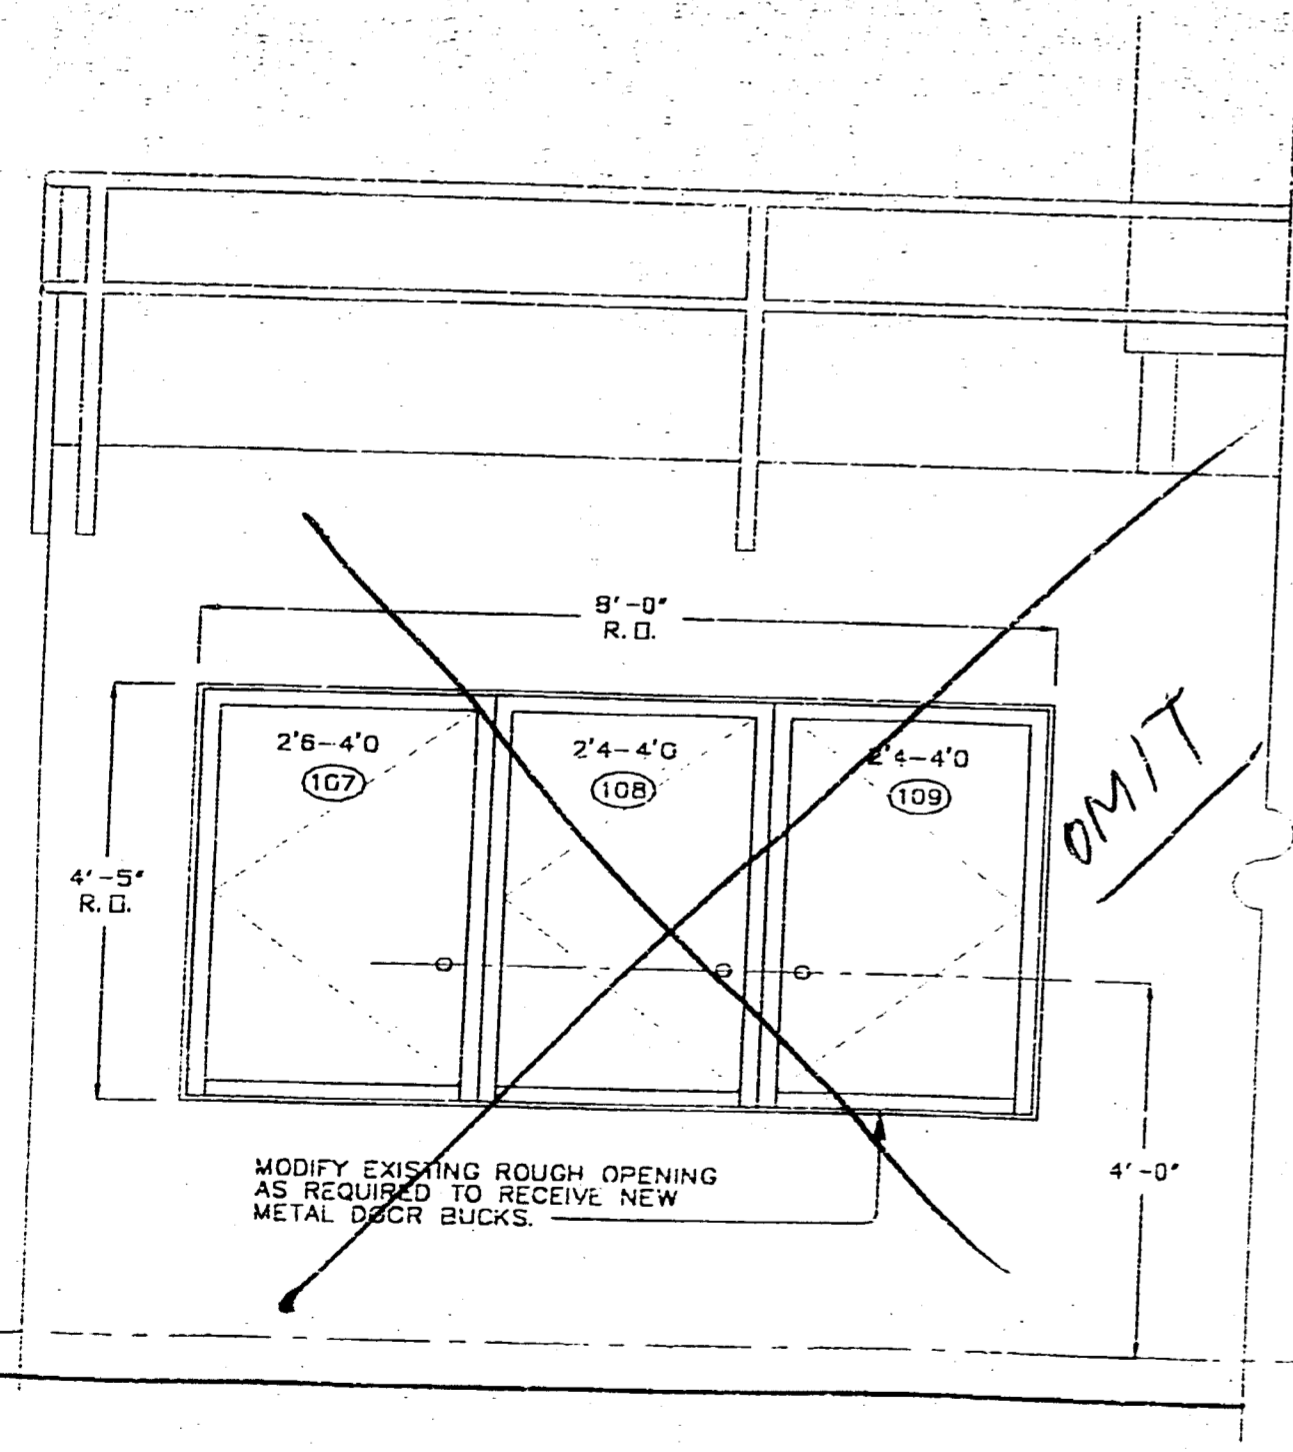 8'-0"
R.O.
2'6-4'0
107
2'4-4'0
108
2'4-4'0
109
OMIT
4'-5"
R.O.
MODIFY EXISTING ROUGH OPENING
AS REQUIRED TO RECEIVE NEW
METAL DOOR BUCKS.
4'-0"